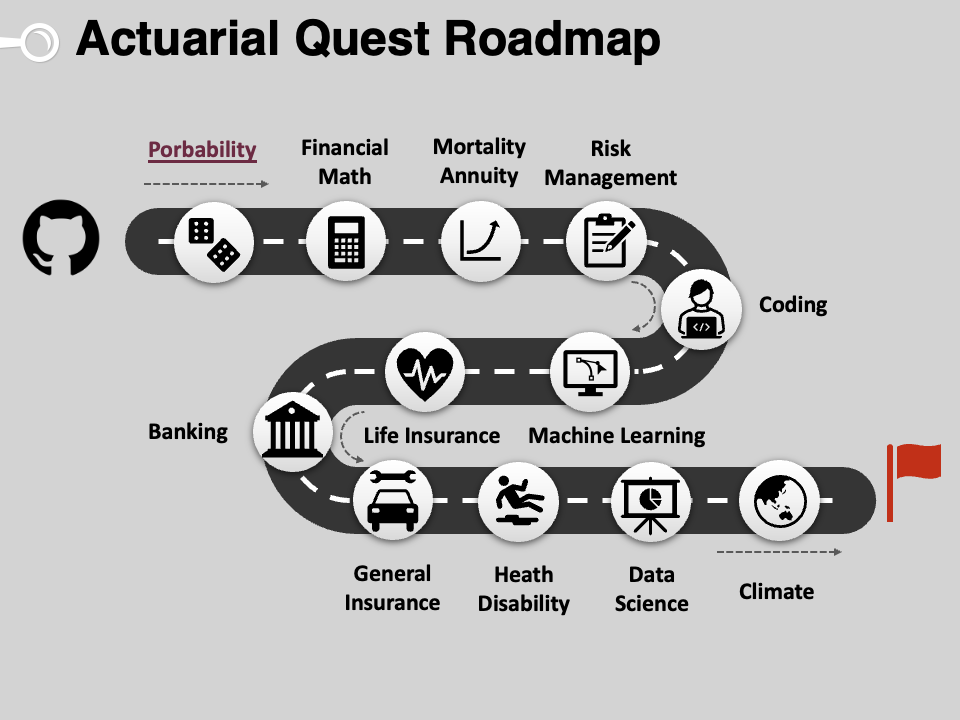 Actuarial Quest Roadmap
Porbability
Financial
Math
Mortality
Annuity
Risk
Management
</>
Coding
Machine Learning
Life Insurance
Banking
General
Insurance
Heath
Disability
Data
Science
Climate